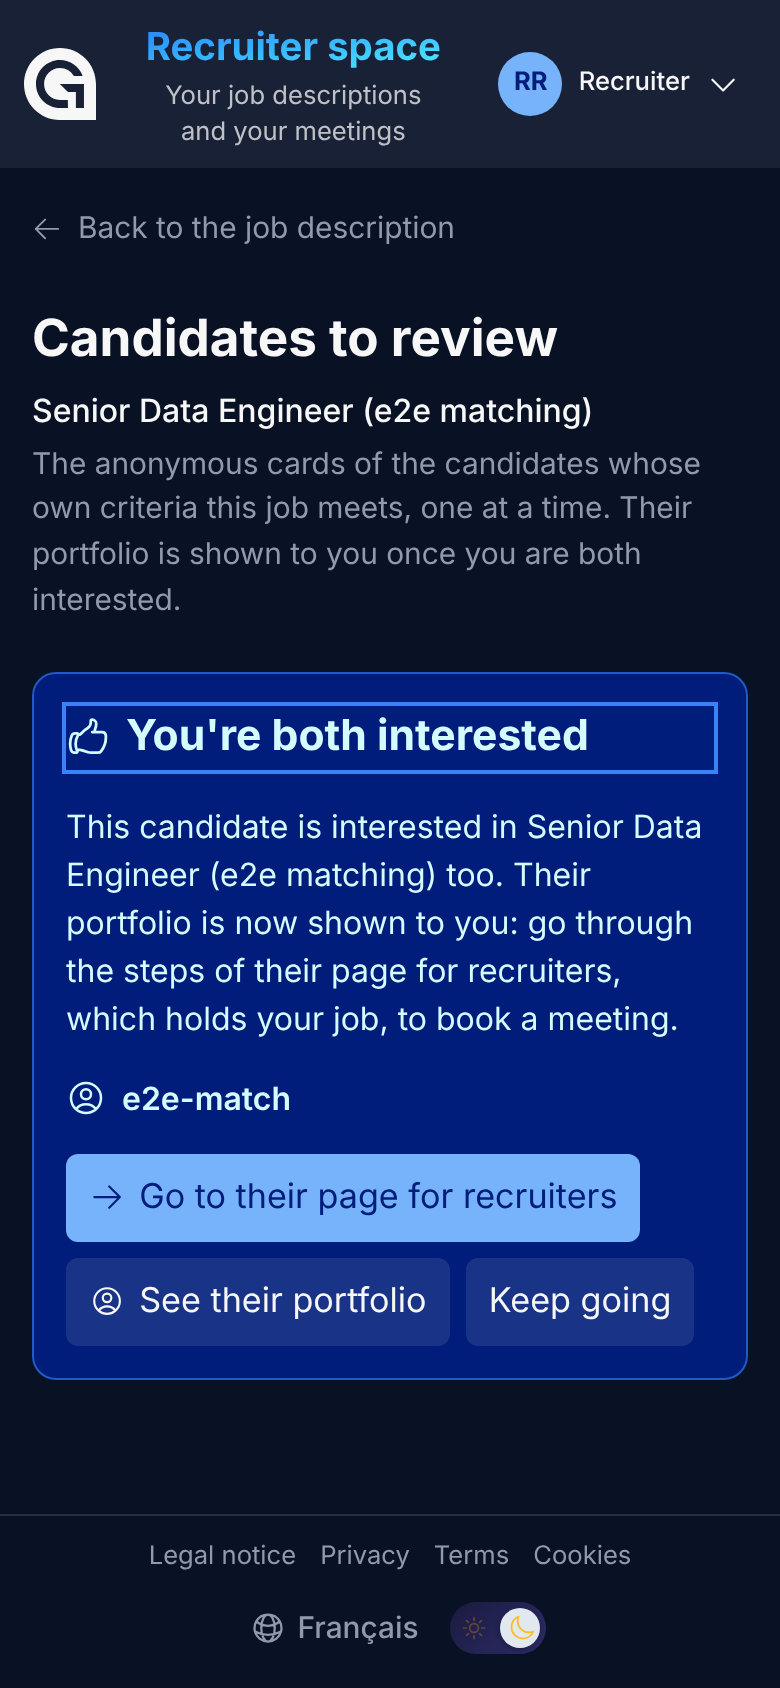 Recruiter space
Your job descriptions
and your meetings
RR
Recruiter
Back to the job description
Candidates to review
Senior Data Engineer (e2e matching)
The anonymous cards of the candidates whose
own criteria this job meets, one at a time. Their
portfolio is shown to you once you are both
interested.
You're both interested
This candidate is interested in Senior Data
Engineer (e2e matching) too. Their
portfolio is now shown to you: go through
the steps of their page for recruiters,
which holds your job, to book a meeting.
e2e-match
Go to their page for recruiters
See their portfolio
Keep going
Legal notice
Privacy
Terms
Cookies
Français